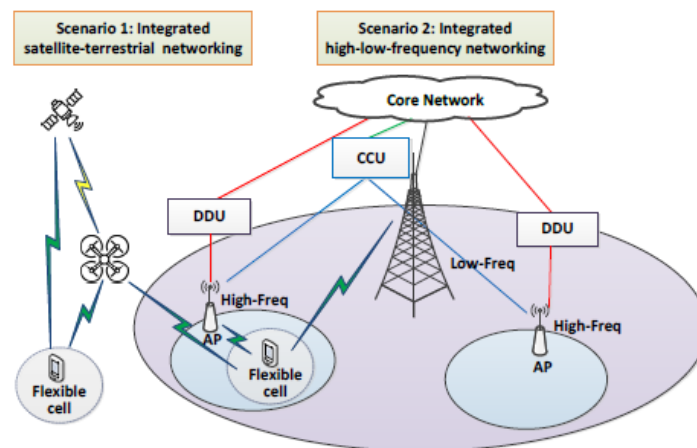 Scenario 1: Integrated
satellite-terrestrial networking
Scenario 2: Integrated
high-low-frequency networking
Core Network
CCU
DDU
DDU
Low-Freq
High-Freq
High-Freq
AP
AP
Flexible
cell
Flexible
cell